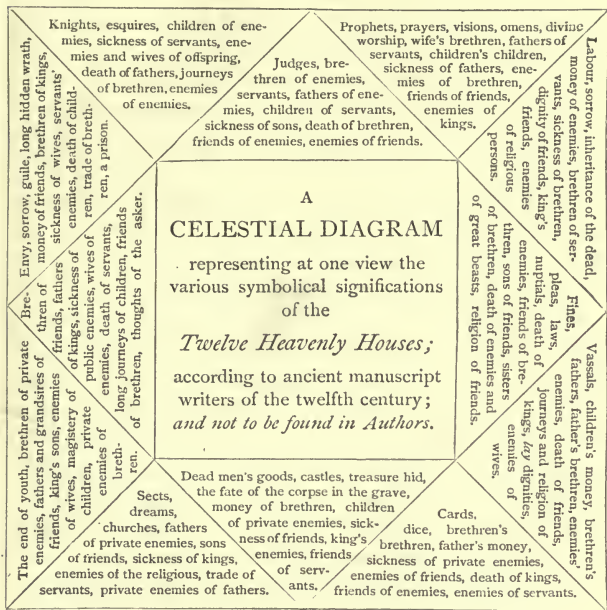 Knights, esquires, children of ene-
mies, sickness of servants, ene-
mies and wives of offspring,
death of fathers, journeys
of brethren, enemies
of enemies.
Judges, bre-
thren of enemies,
servants, fathers of ene-
mies, children of servants,
sickness of sons, death of brethren,
friends of enemies, enemies of friends.
Prophets, prayers, visions, omens, divine
worship, wife's brethren, fathers of
servants, children's children,
sickness of fathers, ene-
mies of brethren,
friends of friends,
enemies of
kings.
Labour, sorrow, inheritance of the dead,
money of enemies, brethren of ser-
vants, sickness of brethren,
dignity of friends, king's
friends, enemies
of religious
persons.
Envy, sorrow, guile, long hidden wrath,
money of friends, brethren of kings,
sickness of wives, servants'
enemies, death of child-
ren, trade of breth-
ren, a prison.
Bre-
thren of
friends, fathers
of kings, sickness of
public enemies, wives of
enemies, death of servants,
long journeys of children, friends
of brethren, thoughts of the asker.
A
CELESTIAL DIAGRAM
representing at one view the
various symbolical significations
of the
Twelve Heavenly Houses;
according to ancient manuscript
writers of the twelfth century;
and not to be found in Authors.
Fines,
pleas, laws,
nuptials, death of
enemies, friends of bre-
thren, sons of friends, sisters
of brethren, death of enemies and
of great beasts, religion of friends.
Vassals, children's money, brethren's
fathers, father's brethren, enemies'
enemies, death of friends,
Journeys and religion of
kings, lay dignities,
enemies of
wives.
The end of youth, brethren of private
enemies, fathers and grandsires of
friends, king's sons, enemies
of wives, magistery of
children, private
enemies of
breth-
ren.
Sects,
dreams,
churches, fathers
of private enemies, sons
of friends, sickness of kings,
enemies of the religious, trade of
servants, private enemies of fathers.
Dead men's goods, castles, treasure hid,
the fate of the corpse in the grave,
money of brethren, children
of private enemies, sick-
ness of friends, king's
enemies, friends
of serv-
ants.
Cards,
dice, brethren's
brethren, father's money,
sickness of private enemies,
enemies of friends, death of kings,
friends of enemies, enemies of servants.